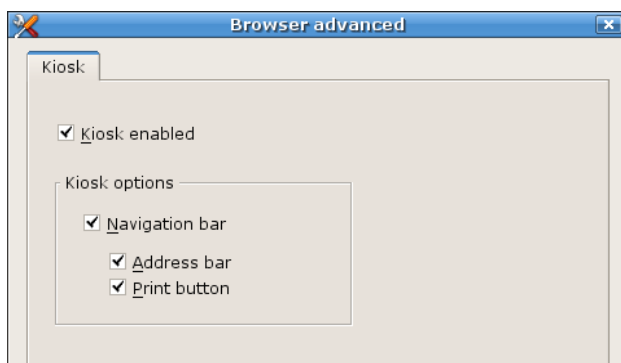 Browser advanced
Kiosk
Kiosk enabled
Kiosk options
Navigation bar
Address bar
Print button